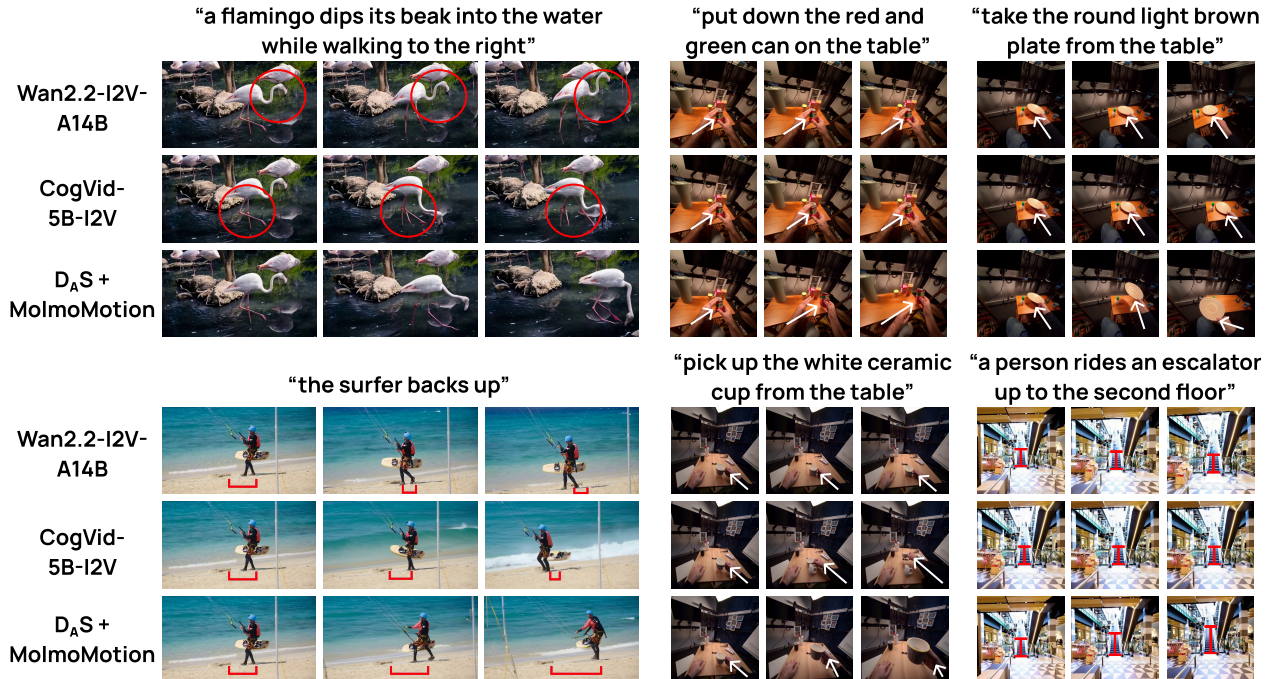 “a flamingo dips its beak into the water
while walking to the right”
“put down the red and
green can on the table”
“take the round light brown
plate from the table”
Wan2.2-I2V-
A14B
CogVid-
5B-I2V
DAS +
MolmoMotion
“the surfer backs up”
“pick up the white ceramic
cup from the table”
“a person rides an escalator
up to the second floor”
Wan2.2-I2V-
A14B
CogVid-
5B-I2V
DAS +
MolmoMotion